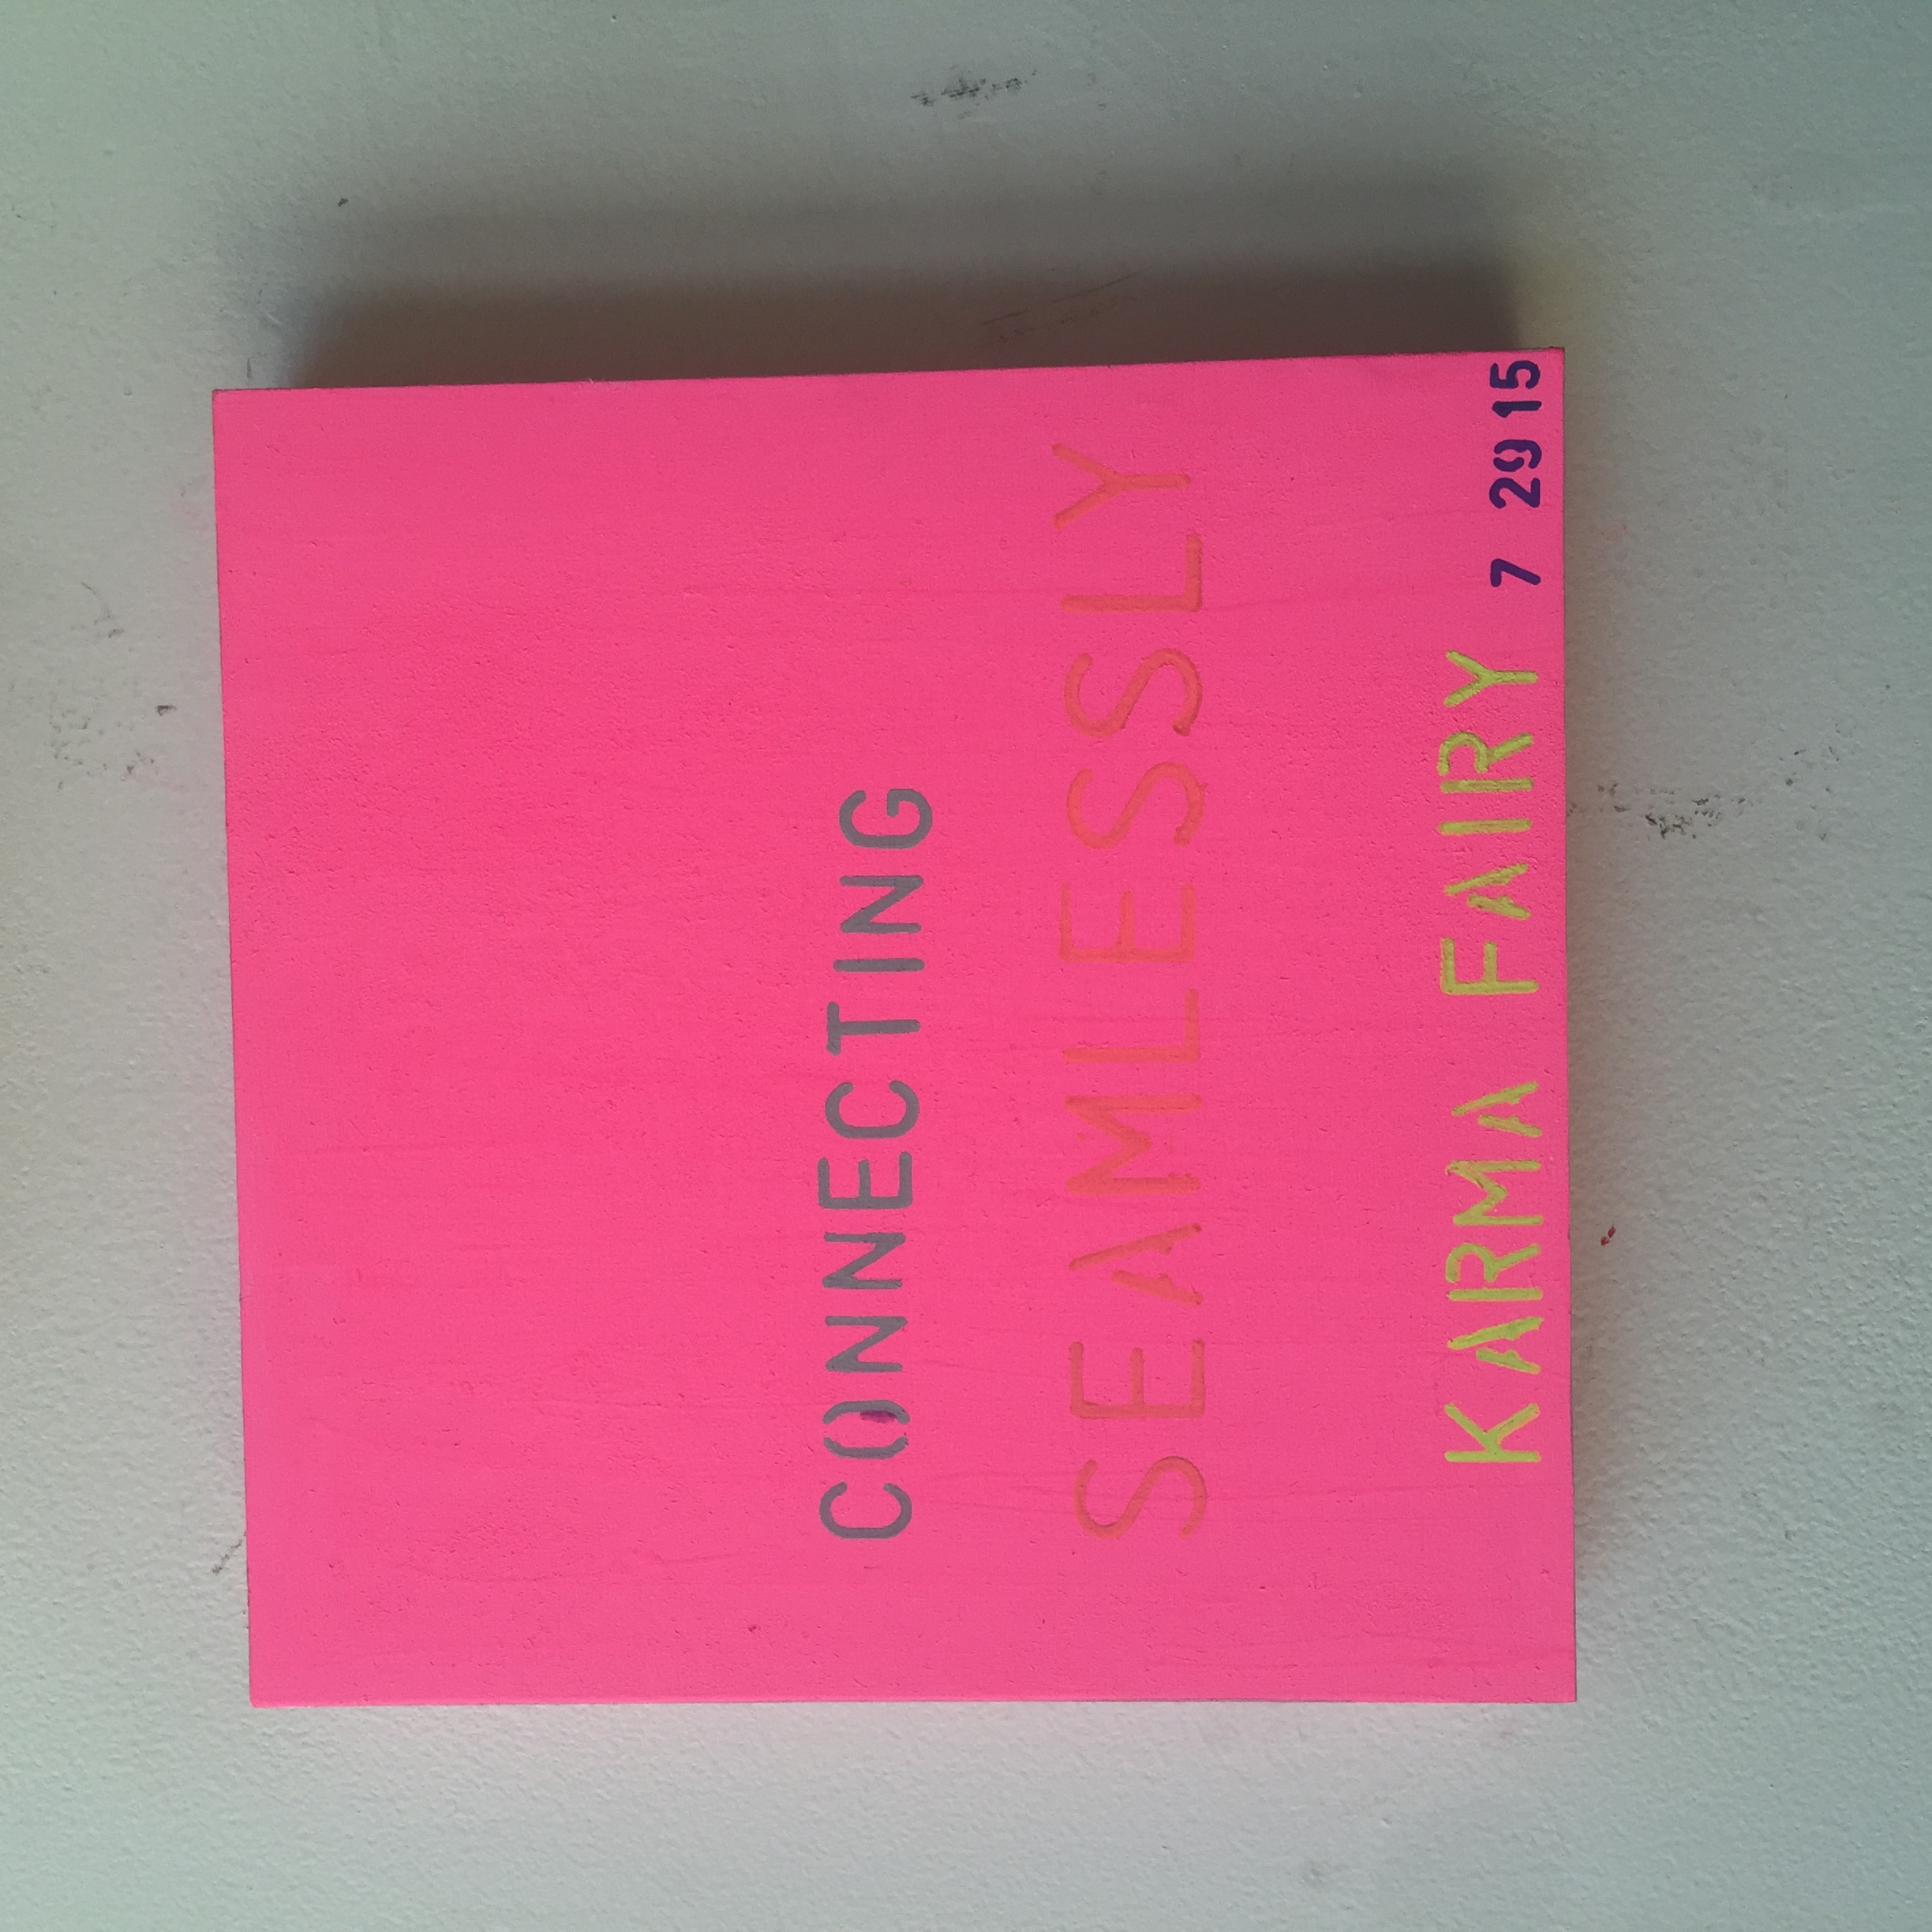 CONNECTING
SEAMLESSLY
KARMA FAIRY 7 29 15